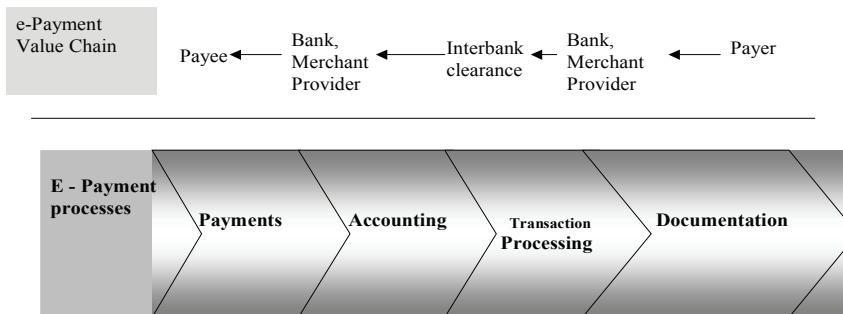 e-Payment
Value Chain
Payee
Bank,
Merchant
Provider
Interbank
clearance
Bank,
Merchant
Provider
Payer
E - Payment
processes
Payments
Accounting
Transaction
Processing
Documentation